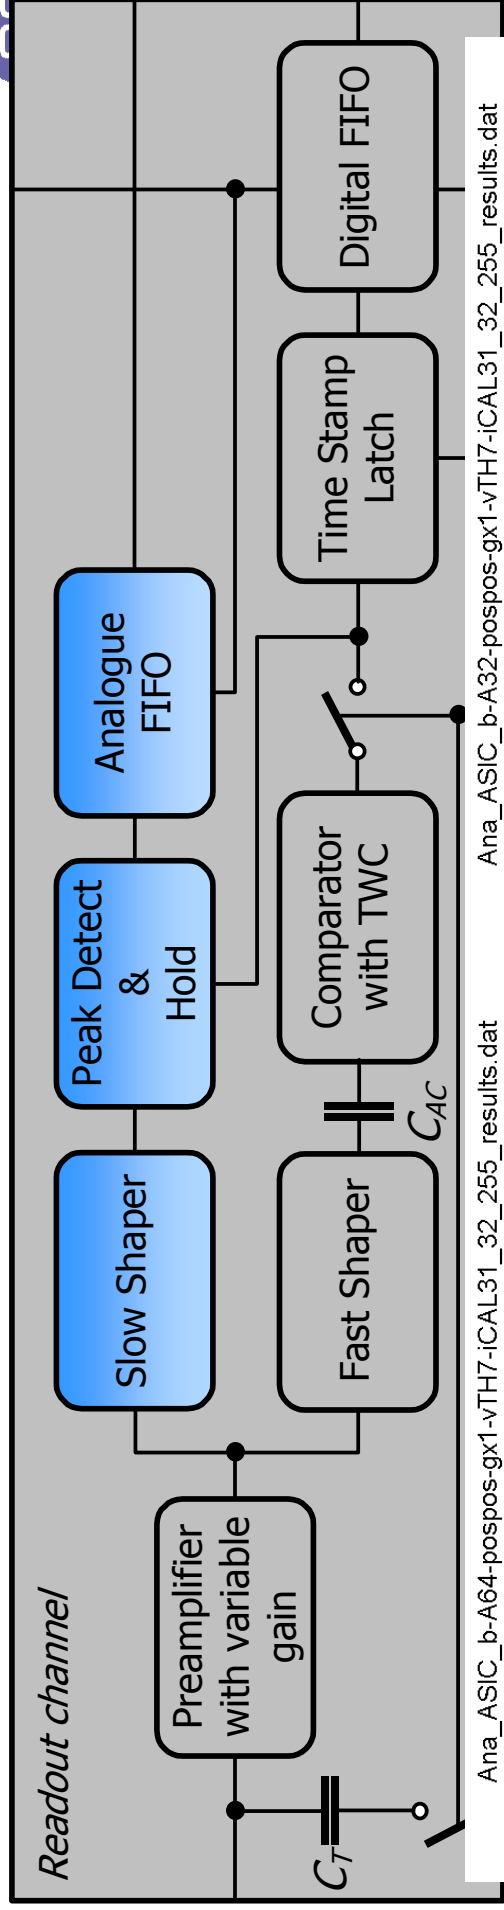 Readout channel
Preamplifier
with variable
gain
C_T
Slow Shaper
Fast Shaper
C_AC
Peak Detect
&
Hold
Comparator
with TWC
Analogue
FIFO
Time Stamp
Latch
Digital FIFO
Ana_ASIC_b-A64-pospos-gx1-vTH7-iCAL31_32_255_results.dat
Ana_ASIC_b-A32-pospos-gx1-vTH7-iCAL31_32_255_results.dat